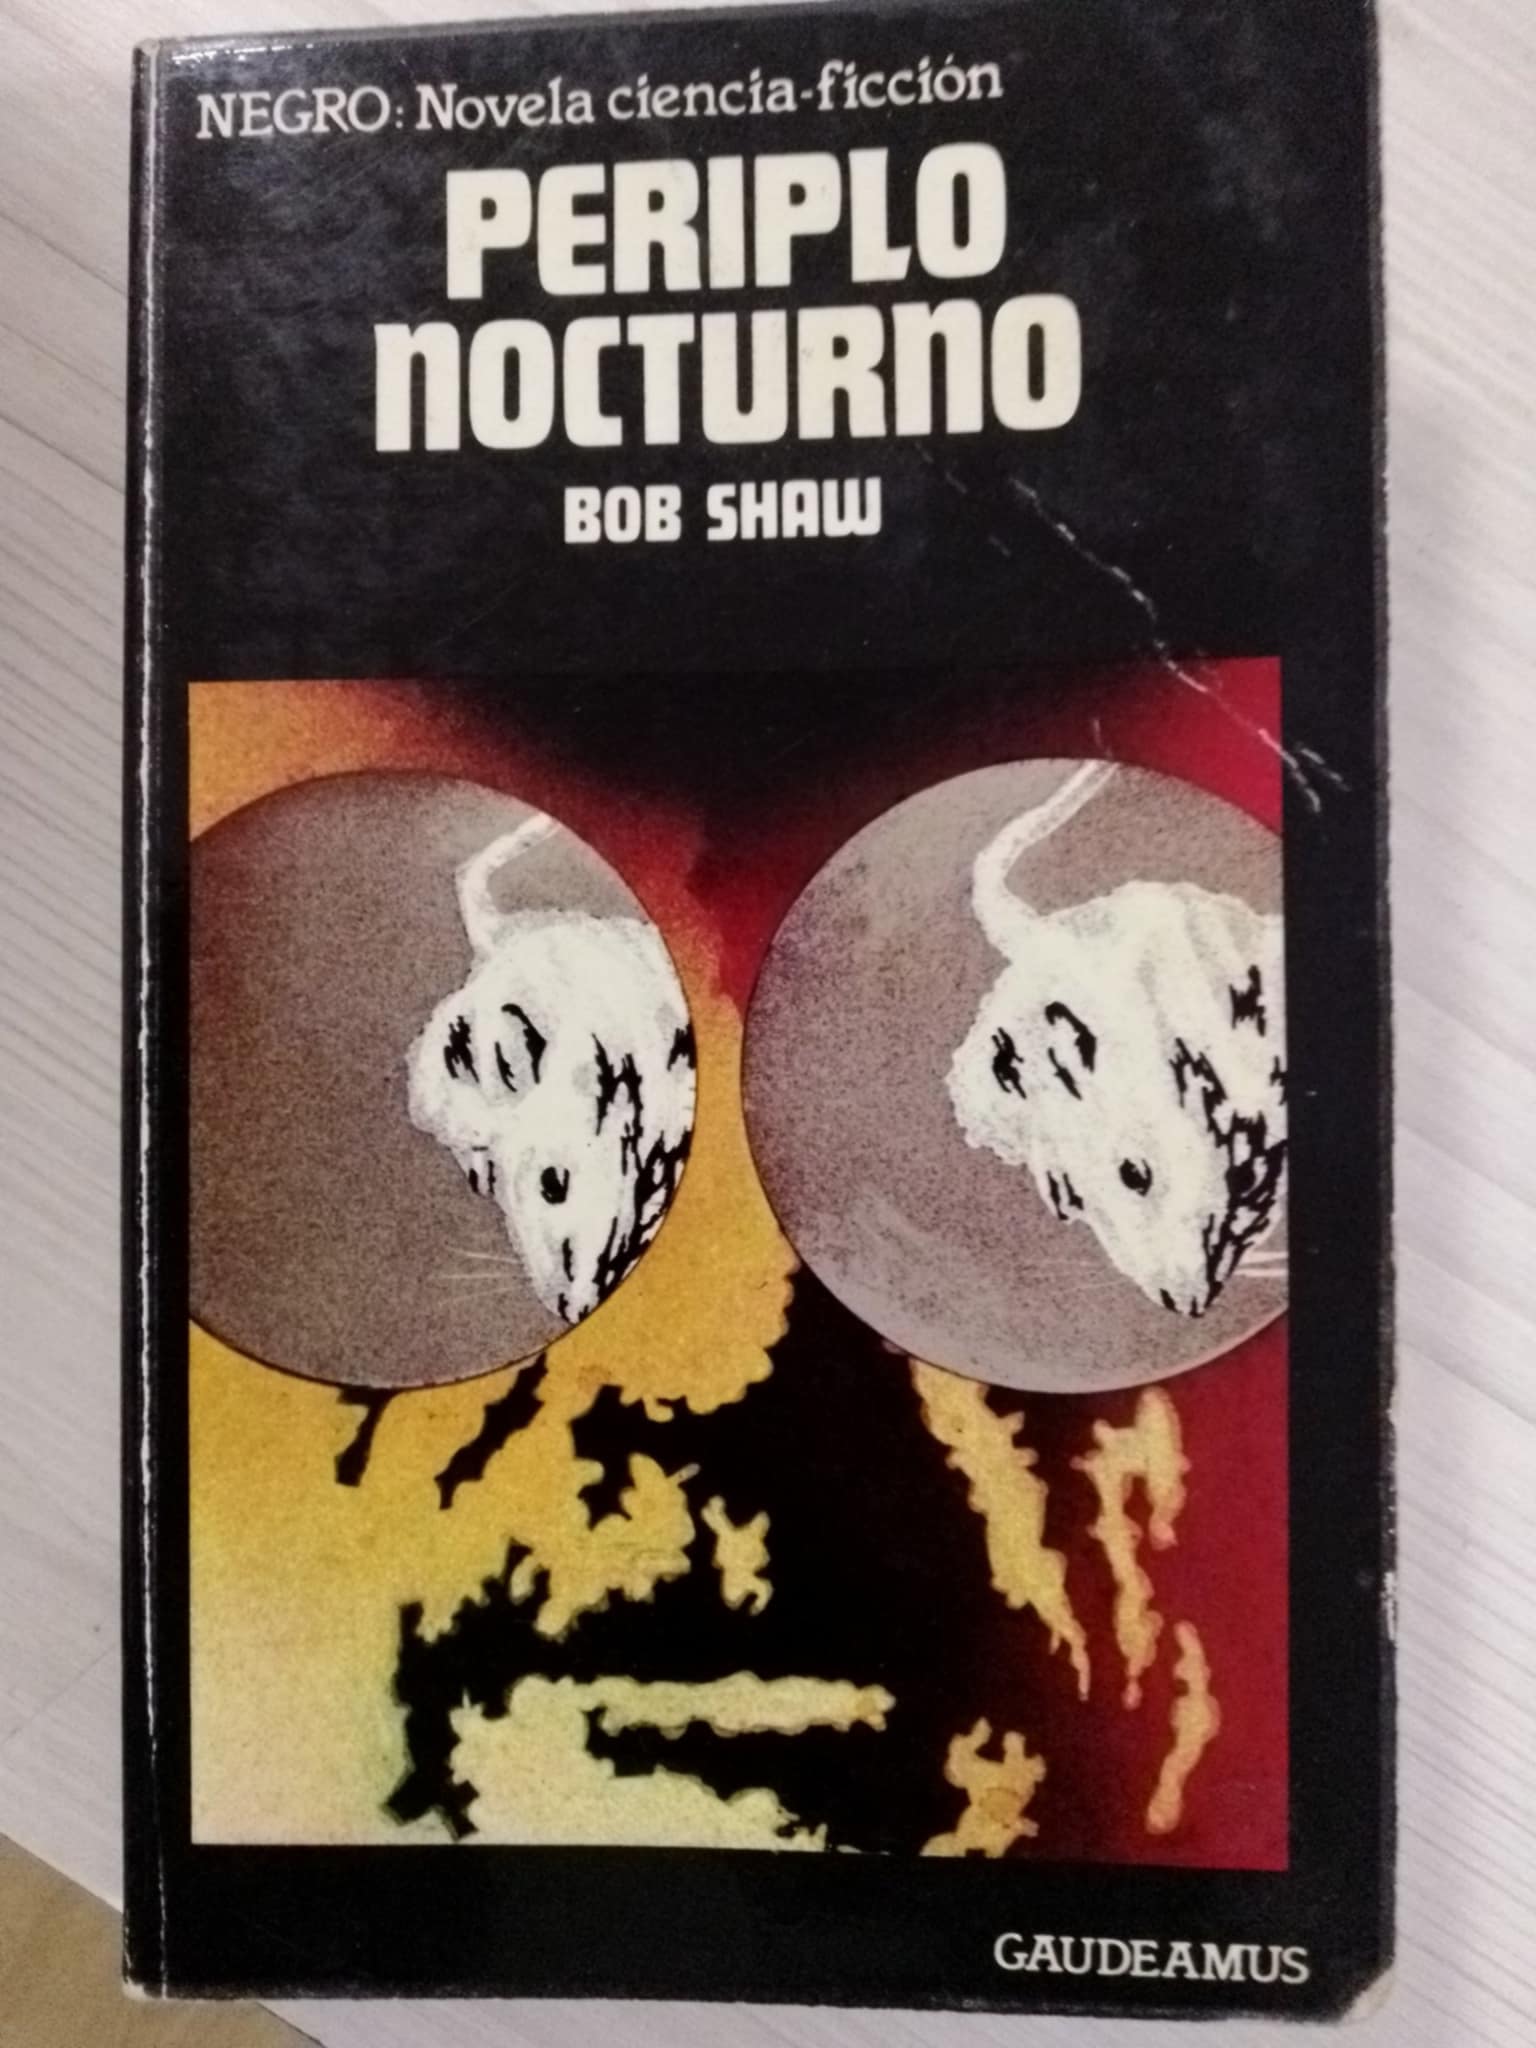 NEGRO: Novela ciencia-ficción
PERIPLO
NOCTURNO
BOB SHAW
GAUDEAMUS